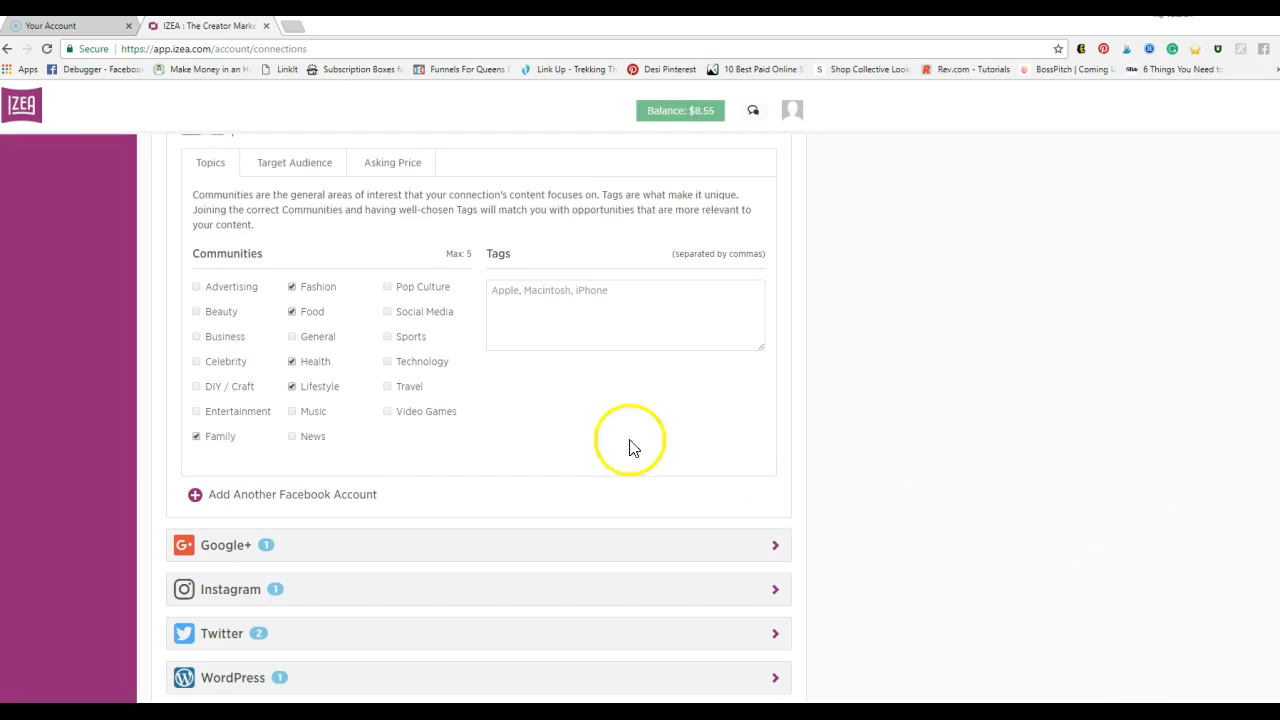 Your Account
IZEA : The Creator Marke
Secure https://app.izea.com/account/connections
Apps Debugger - Faceboo Make Money in an H LinkIt Subscription Boxes fo Funnels For Queens Link Up - Trekking Th Desi Pinterest 10 Best Paid Online S Shop Collective Look Rev.com - Tutorials BossPitch | Coming 6 Things You Need to
IZEA
Balance: $8.55
Topics
Target Audience
Asking Price
Communities are the general areas of interest that your connection's content focuses on. Tags are what make it unique.
Joining the correct Communities and having well-chosen Tags will match you with opportunities that are more relevant to
your content.
Communities Max: 5
Tags (separated by commas)
Advertising Fashion Pop Culture
Apple, Macintosh, iPhone
Beauty Food Social Media
Business General Sports
Celebrity Health Technology
DIY / Craft Lifestyle Travel
Entertainment Music Video Games
Family News
Add Another Facebook Account
Google+ 1
Instagram 1
Twitter 2
WordPress 1